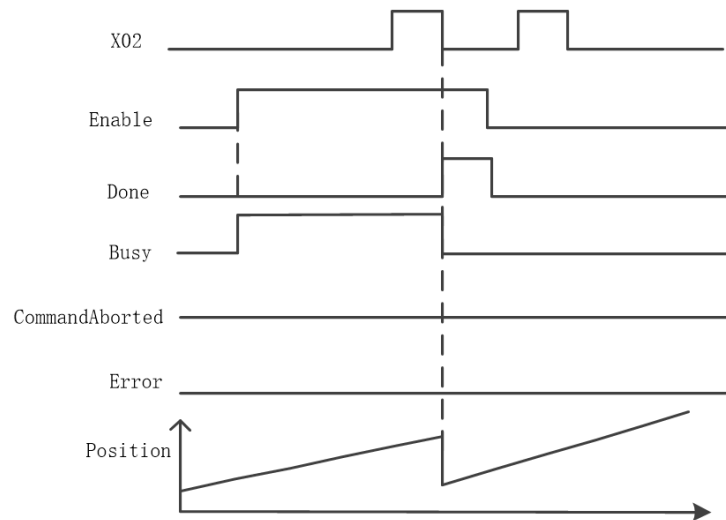 X02
Enable
Done
Busy
CommandAborted
Error
Position